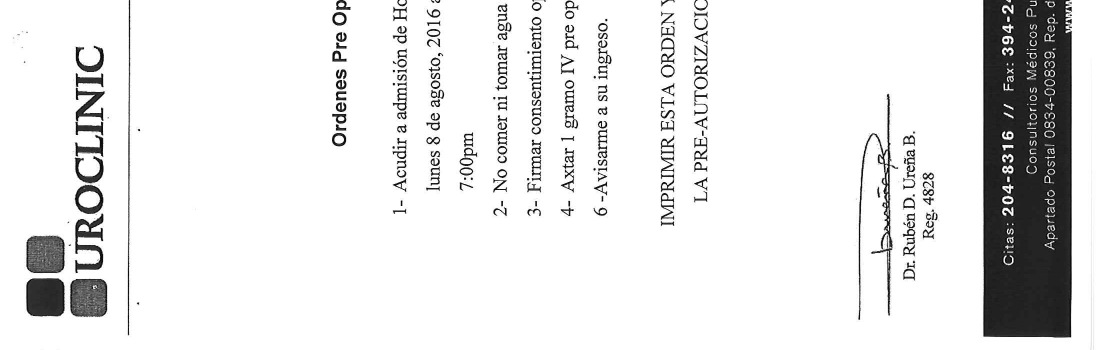 UROCLINIC
Ordenes Pre Op
1- Acudir a admisión de Ho
lunes 8 de agosto, 2016 a
7:00pm
2- No comer ni tomar agua
3- Firmar consentimiento o
4- Axtar 1 gramo IV pre op
6 -Avisarme a su ingreso.
IMPRIMIR ESTA ORDEN Y
LA PRE-AUTORIZACIO
Dr. Rubén D. Ureña B.
Reg. 4828
Citas: 204-8316 // Fax: 394-24
Consultorios Médicos Pu
Apartado Postal 0834-00839, Rep. d
www